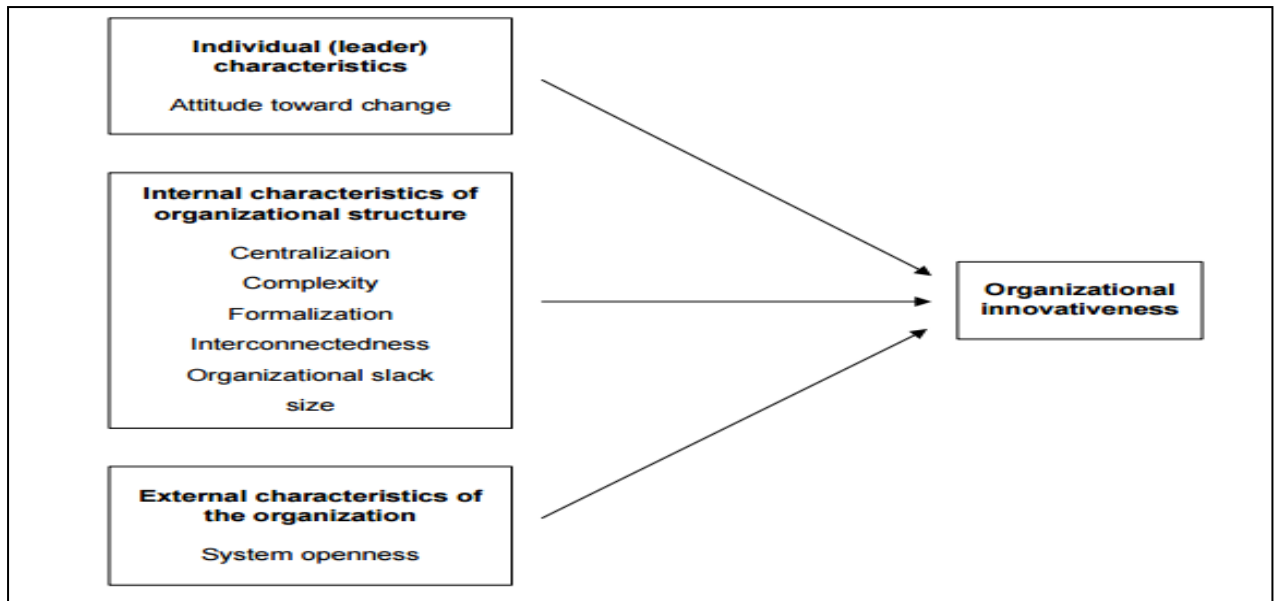 Individual (leader)
characteristics
Attitude toward change
Internal characteristics of
organizational structure
Centralizaion
Complexity
Formalization
Interconnectedness
Organizational slack
size
External characteristics of
the organization
System openness
Organizational
innovativeness